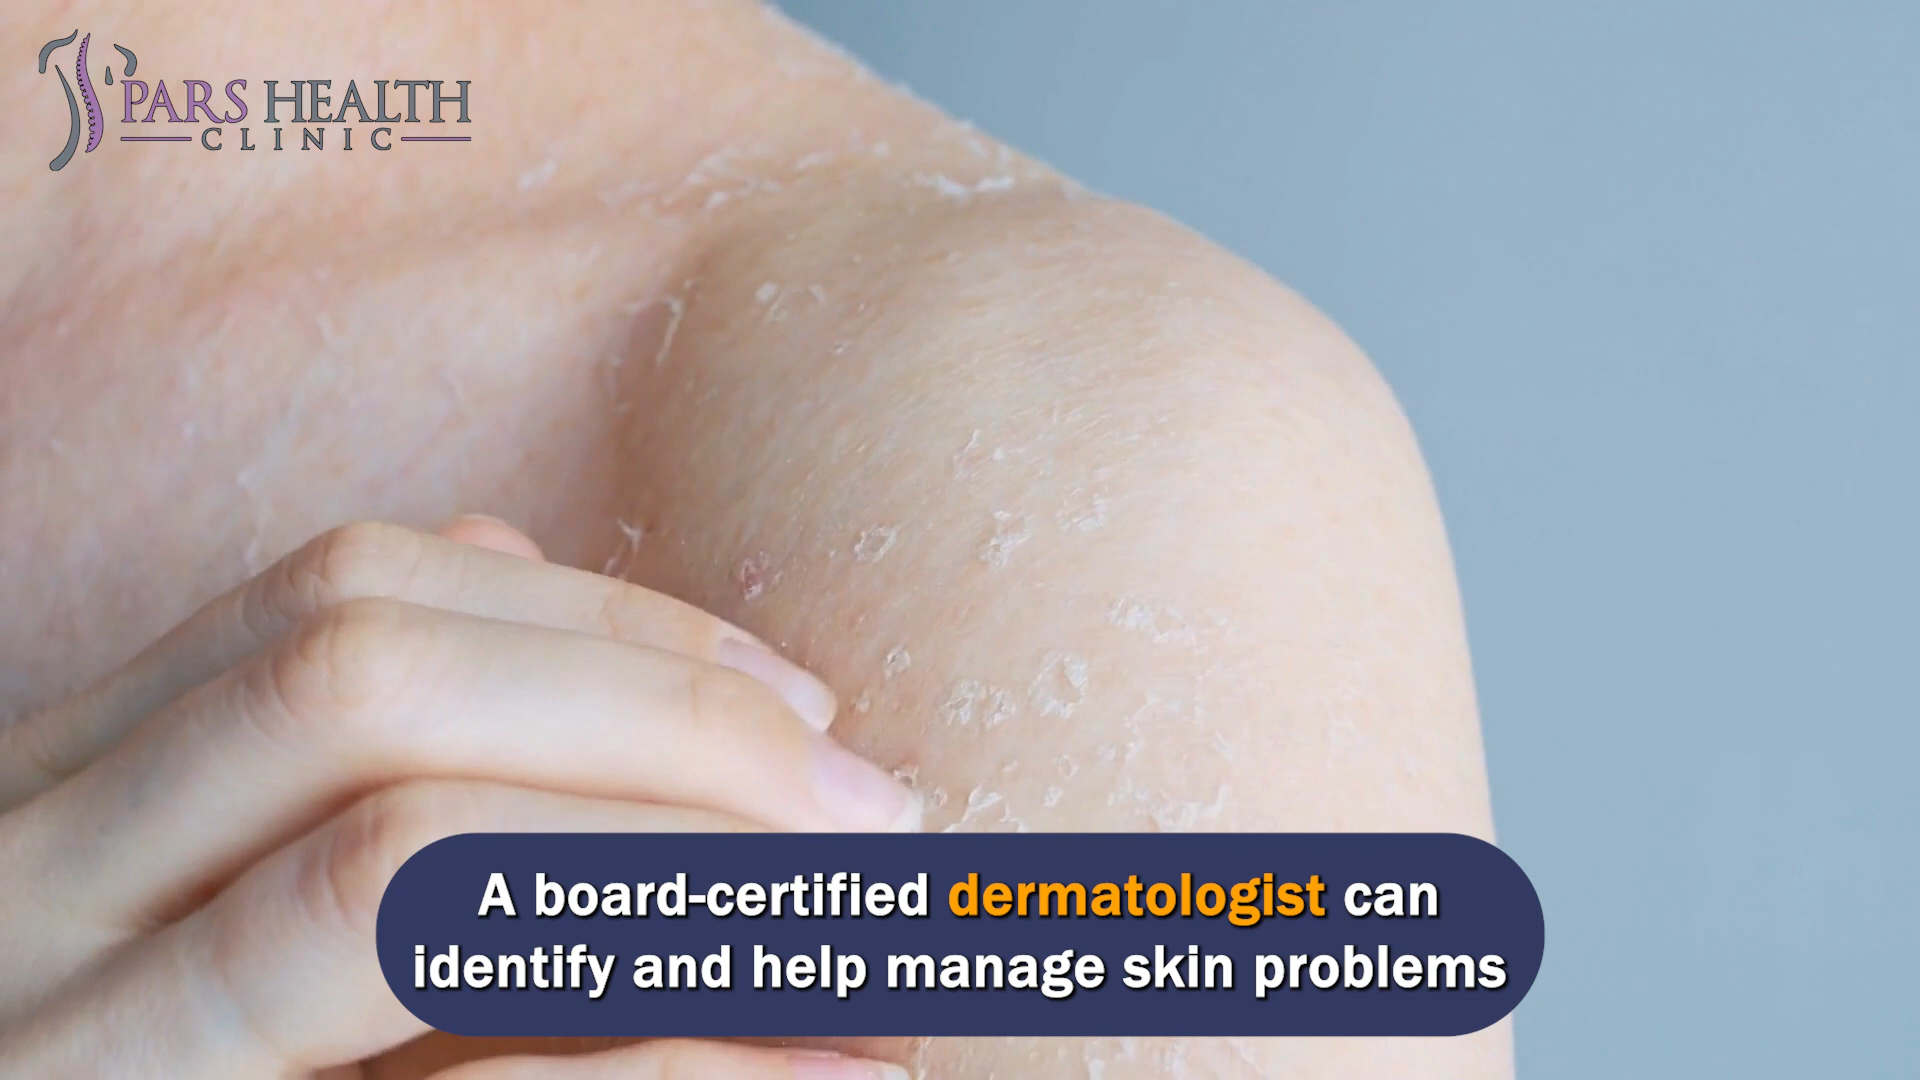 PARS HEALTH
CLINIC
A board-certified dermatologist can
identify and help manage skin problems